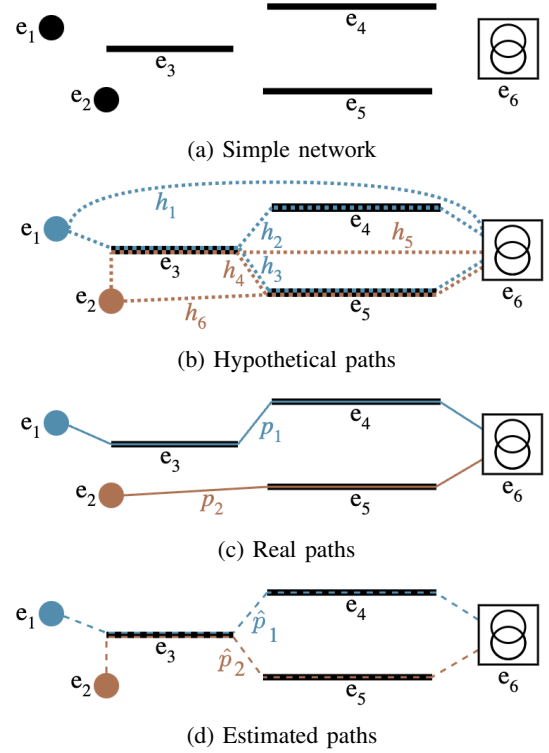 e₁ e₄
e₃
e₂ e₅ e₆
(a) Simple network
h₁
e₁ h₂ e₄ h₅
e₃ h₄ h₃
e₂ h₆ e₅ e₆
(b) Hypothetical paths
e₁ p₁ e₄
e₃
e₂ p₂ e₅ e₆
(c) Real paths
e₁ p̂₁ e₄
e₃ p̂₂
e₂ e₅ e₆
(d) Estimated paths